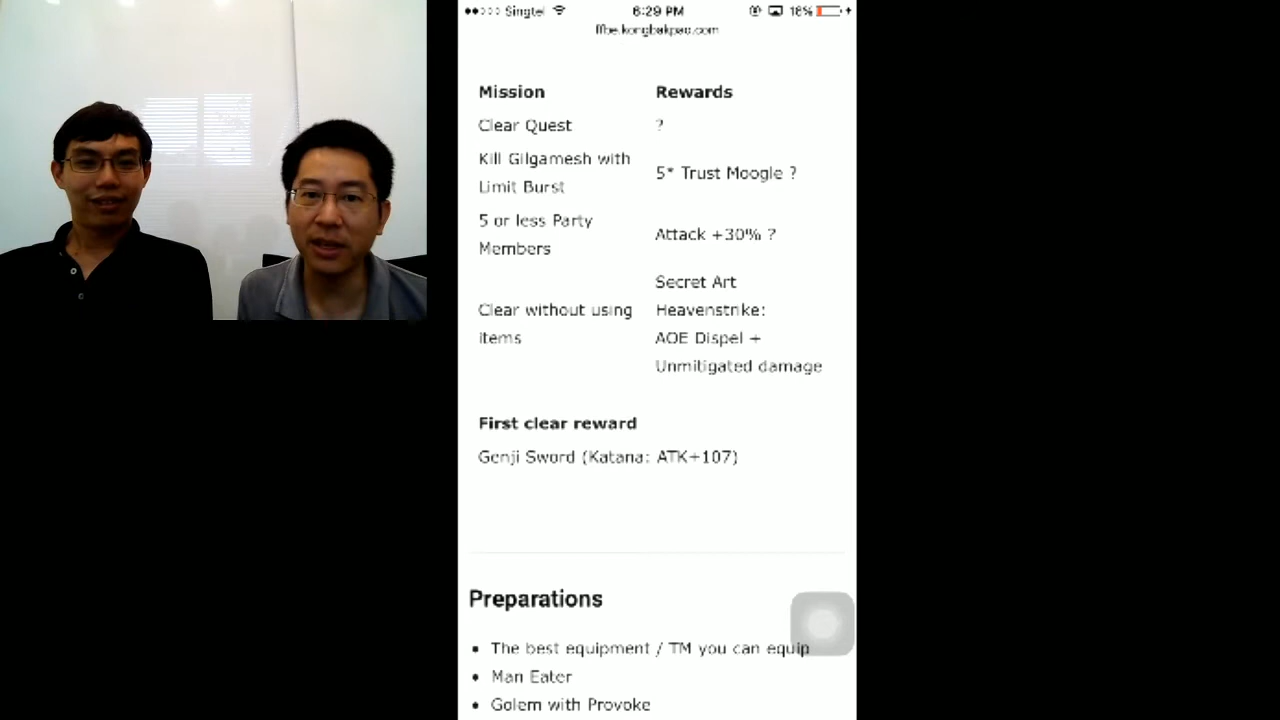 Singtel 6:29 PM 16%
ffbe.kongbakpao.com
Mission Rewards
Clear Quest ?
Kill Gilgamesh with
Limit Burst
5* Trust Moogle ?
5 or less Party
Members
Attack +30% ?
Clear without using
items
Secret Art
Heavenstrike:
AOE Dispel +
Unmitigated damage
First clear reward
Genji Sword (Katana: ATK+107)
Preparations
• The best equipment / TM you can equip
• Man Eater
• Golem with Provoke